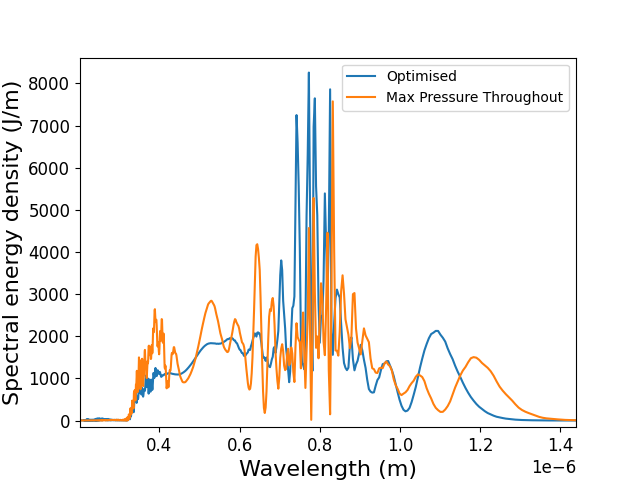 Optimised
Max Pressure Throughout
Spectral energy density (J/m)
8000
7000
6000
5000
4000
3000
2000
1000
0
0.4 0.6 0.8 1.0 1.2 1.4
1e−6
Wavelength (m)